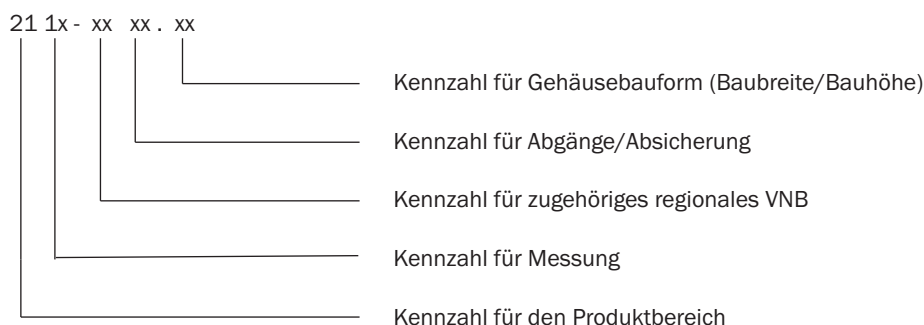 21 1x - xx xx . xx
Kennzahl für Gehäusebauform (Baubreite/Bauhöhe)
Kennzahl für Abgänge/Absicherung
Kennzahl für zugehöriges regionales VNB
Kennzahl für Messung
Kennzahl für den Produktbereich